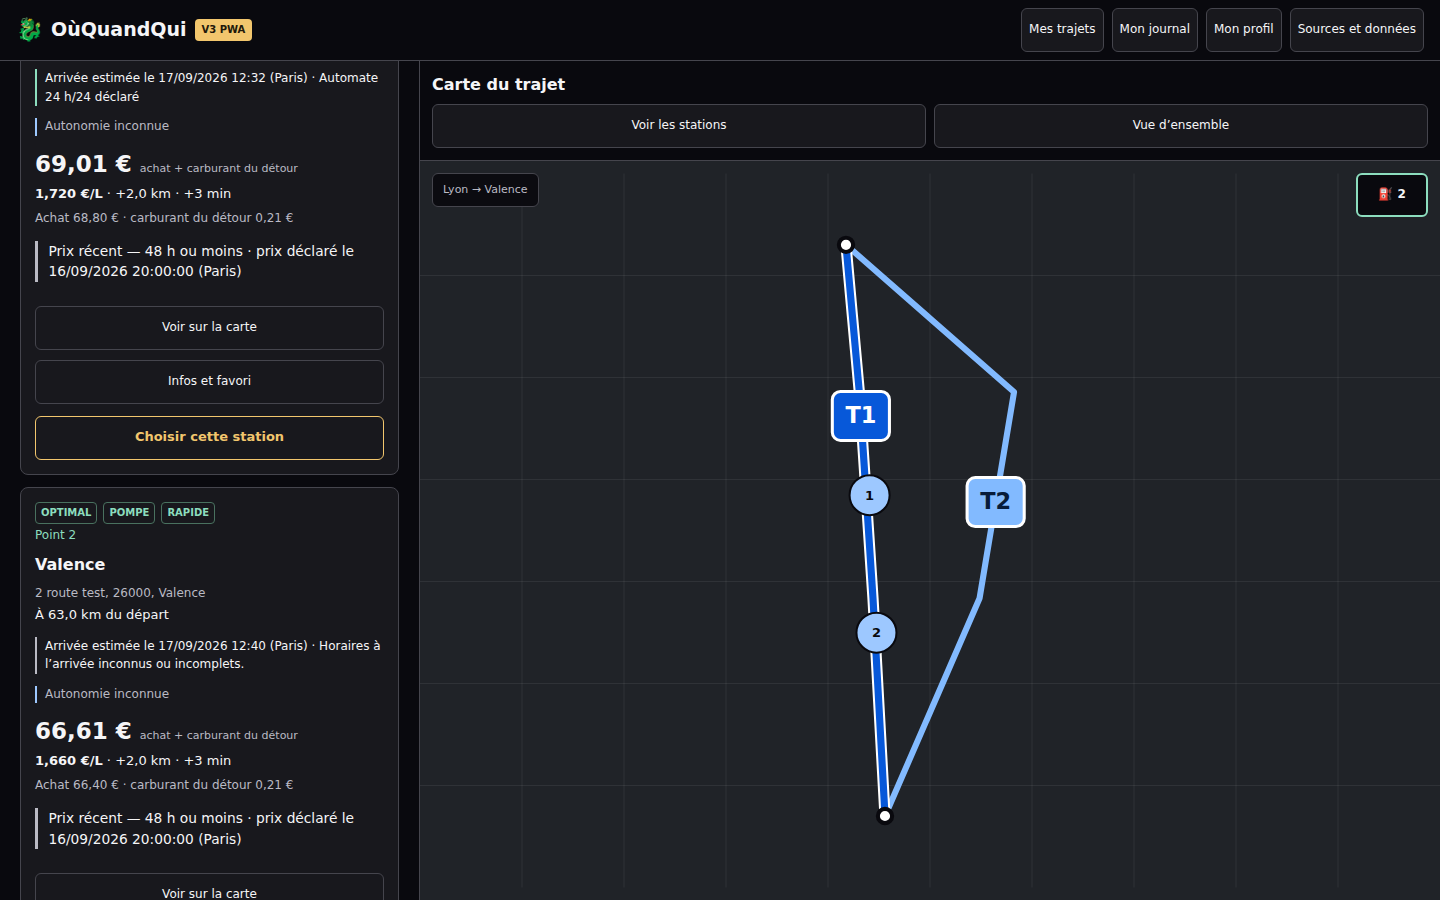 OùQuandQui
V3 PWA
Mes trajets
Mon journal
Mon profil
Sources et données
Arrivée estimée le 17/09/2026 12:32 (Paris) · Automate
24 h/24 déclaré
Autonomie inconnue
69,01 € achat + carburant du détour
1,720 €/L · +2,0 km · +3 min
Achat 68,80 € · carburant du détour 0,21 €
Prix récent — 48 h ou moins · prix déclaré le
16/09/2026 20:00:00 (Paris)
Voir sur la carte
Infos et favori
Choisir cette station
OPTIMAL POMPE RAPIDE
Point 2
Valence
2 route test, 26000, Valence
À 63,0 km du départ
Arrivée estimée le 17/09/2026 12:40 (Paris) · Horaires à
l’arrivée inconnus ou incomplets.
Autonomie inconnue
66,61 € achat + carburant du détour
1,660 €/L · +2,0 km · +3 min
Achat 66,40 € · carburant du détour 0,21 €
Prix récent — 48 h ou moins · prix déclaré le
16/09/2026 20:00:00 (Paris)
Voir sur la carte
Carte du trajet
Voir les stations
Vue d’ensemble
Lyon → Valence
⛽ 2
T1
1
T2
2